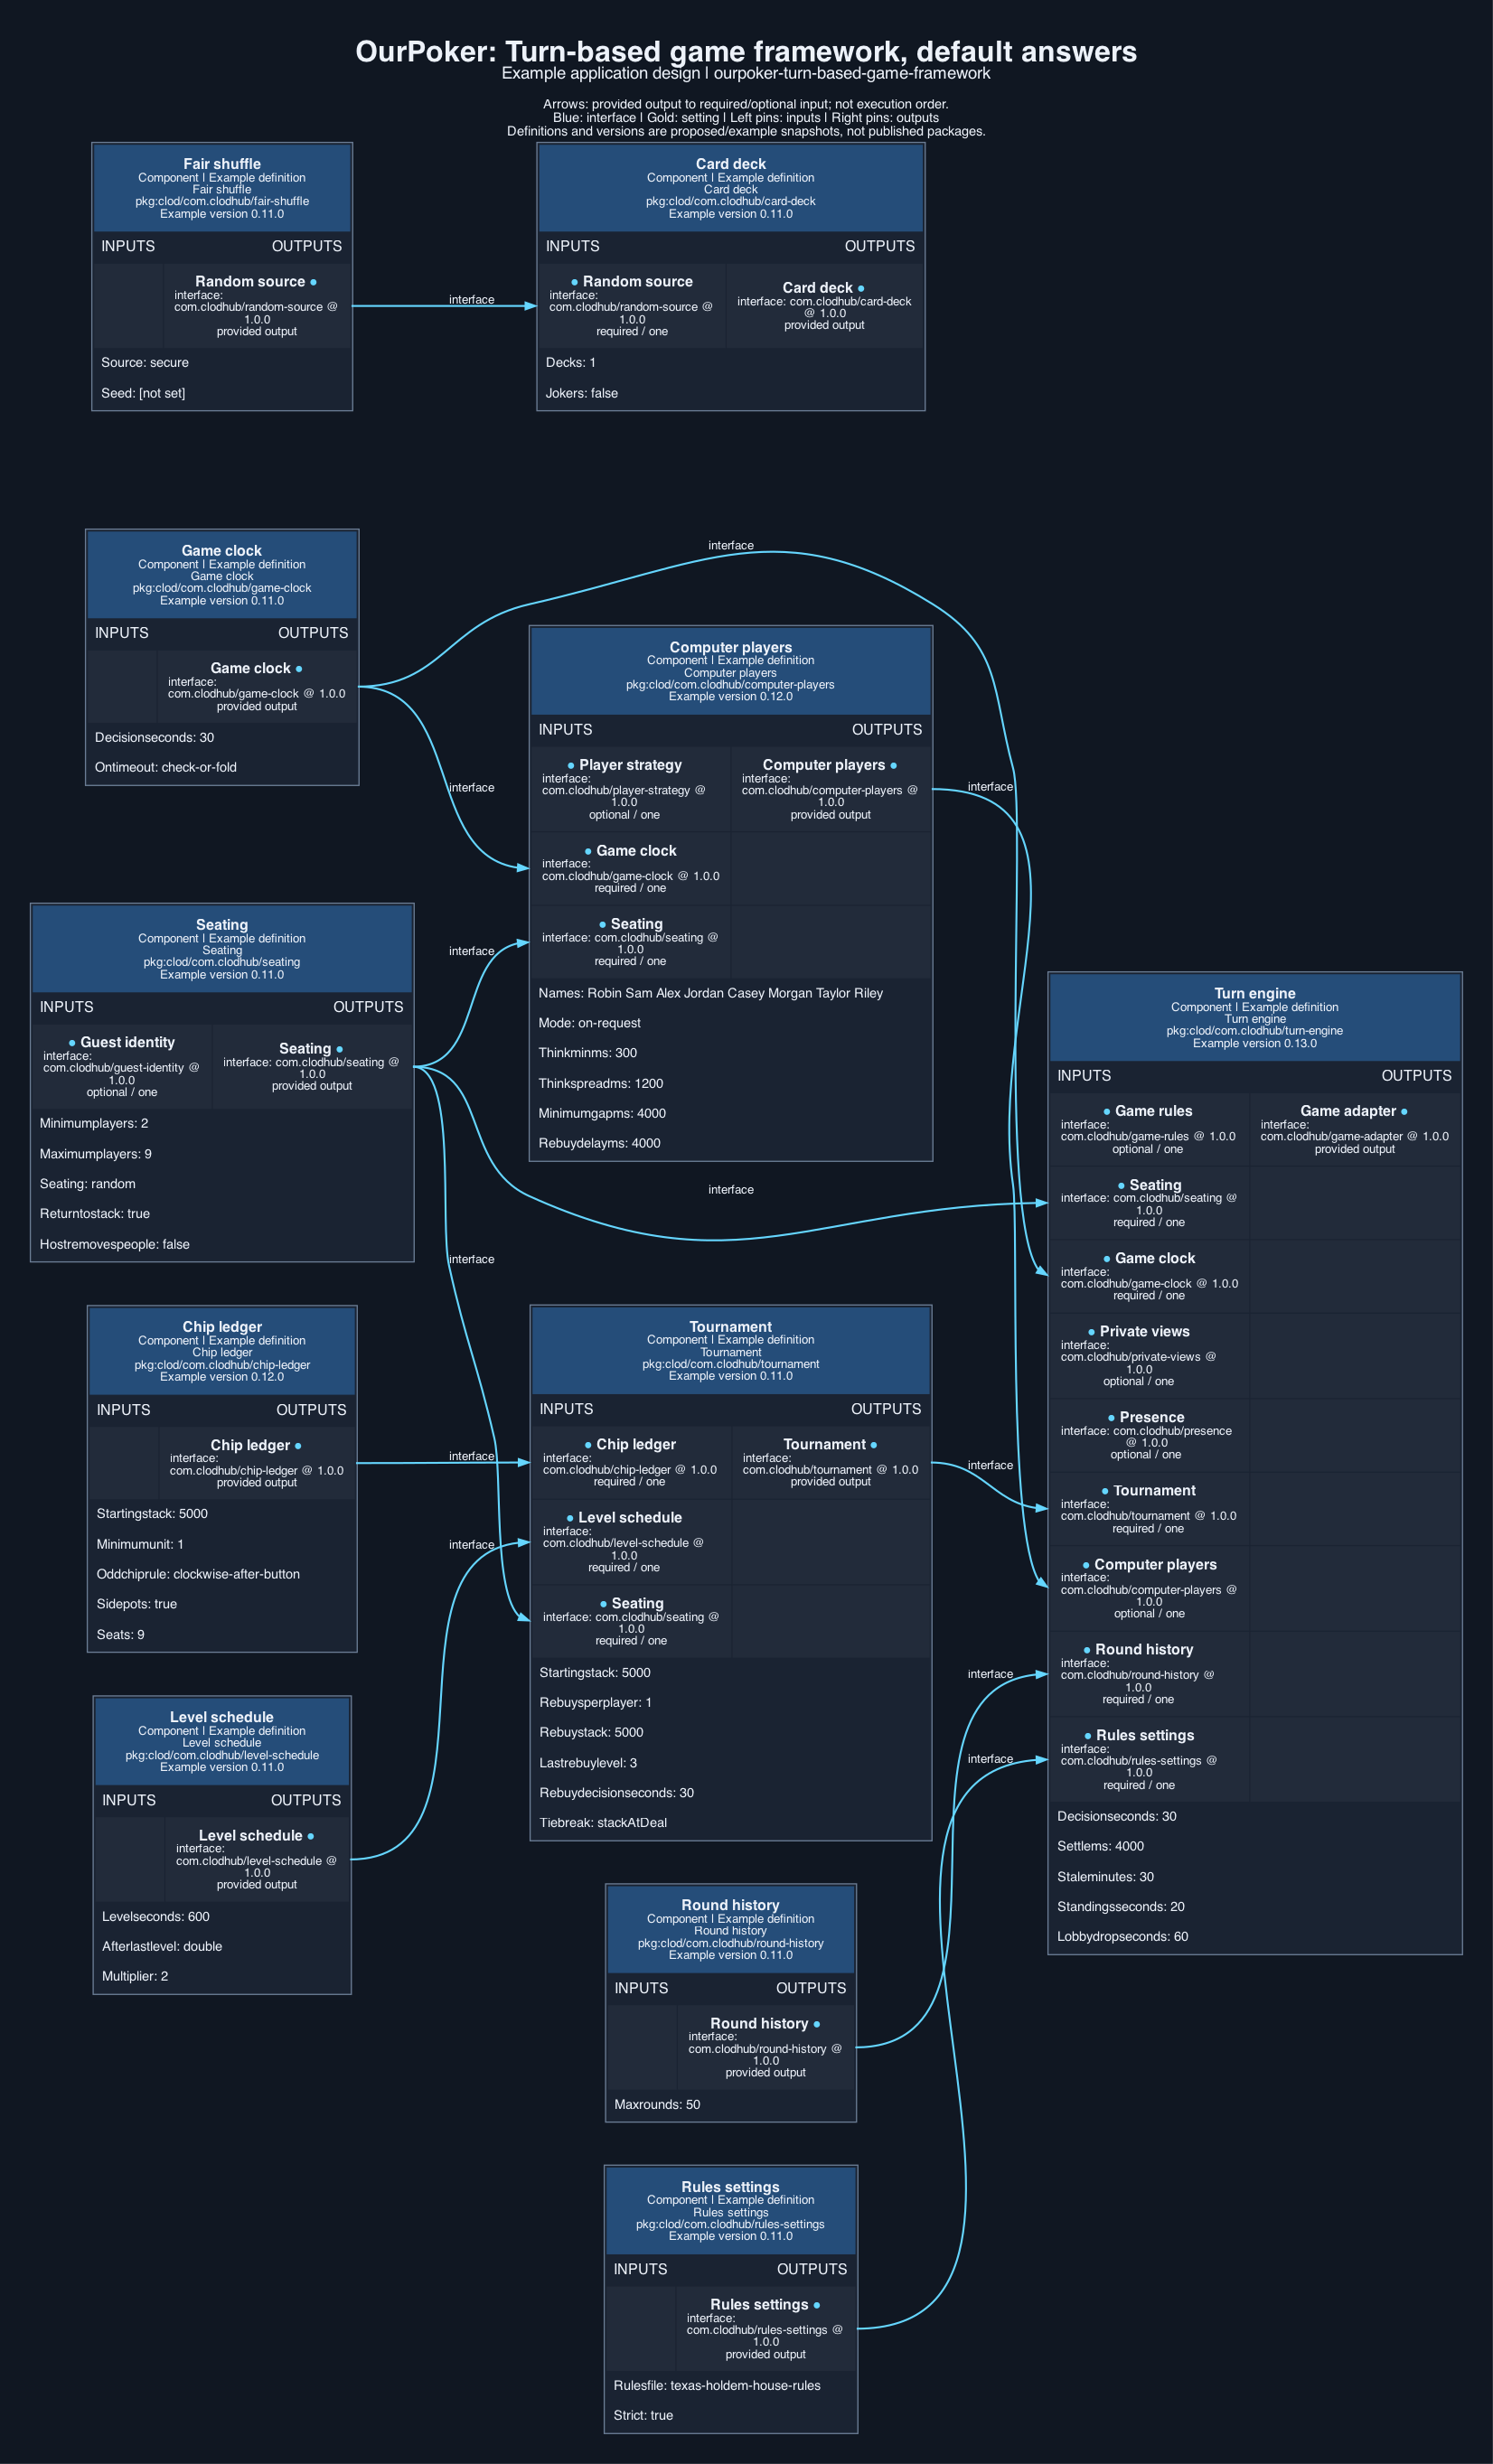 OurPoker: Turn-based game framework, default answers
Example application design | ourpoker-turn-based-game-framework
Arrows: provided output to required/optional input; not execution order.
Blue: interface | Gold: setting | Left pins: inputs | Right pins: outputs
Definitions and versions are proposed/example snapshots, not published packages.
Fair shuffle
Component | Example definition
Fair shuffle
pkg:clod/com.clodhub/fair-shuffle
Example version 0.11.0
INPUTS OUTPUTS
Random source
interface:
com.clodhub/random-source @
1.0.0
provided output
Source: secure
Seed: [not set]
interface
Card deck
Component | Example definition
Card deck
pkg:clod/com.clodhub/card-deck
Example version 0.11.0
INPUTS OUTPUTS
Random source
interface:
com.clodhub/random-source @
1.0.0
required / one
Card deck
interface: com.clodhub/card-deck
@ 1.0.0
provided output
Decks: 1
Jokers: false
Game clock
Component | Example definition
Game clock
pkg:clod/com.clodhub/game-clock
Example version 0.11.0
INPUTS OUTPUTS
Game clock
interface:
com.clodhub/game-clock @ 1.0.0
provided output
Decisionseconds: 30
Ontimeout: check-or-fold
interface
interface
Computer players
Component | Example definition
Computer players
pkg:clod/com.clodhub/computer-players
Example version 0.12.0
INPUTS OUTPUTS
Player strategy
interface:
com.clodhub/player-strategy @
1.0.0
optional / one
Computer players
interface:
com.clodhub/computer-players @
1.0.0
provided output
Game clock
interface:
com.clodhub/game-clock @ 1.0.0
required / one
Seating
interface: com.clodhub/seating @
1.0.0
required / one
Names: Robin Sam Alex Jordan Casey Morgan Taylor Riley
Mode: on-request
Thinkminms: 300
Thinkspreadms: 1200
Minimumgapms: 4000
Rebuydelayms: 4000
interface
Seating
Component | Example definition
Seating
pkg:clod/com.clodhub/seating
Example version 0.11.0
INPUTS OUTPUTS
Guest identity
interface:
com.clodhub/guest-identity @
1.0.0
optional / one
Seating
interface: com.clodhub/seating @
1.0.0
provided output
Minimumplayers: 2
Maximumplayers: 9
Seating: random
Returntostack: true
Hostremovespeople: false
interface
interface
interface
Turn engine
Component | Example definition
Turn engine
pkg:clod/com.clodhub/turn-engine
Example version 0.13.0
INPUTS OUTPUTS
Game rules
interface:
com.clodhub/game-rules @ 1.0.0
optional / one
Game adapter
interface:
com.clodhub/game-adapter @ 1.0.0
provided output
Seating
interface: com.clodhub/seating @
1.0.0
required / one
Game clock
interface:
com.clodhub/game-clock @ 1.0.0
required / one
Private views
interface:
com.clodhub/private-views @
1.0.0
optional / one
Presence
interface: com.clodhub/presence
@ 1.0.0
optional / one
Tournament
interface:
com.clodhub/tournament @ 1.0.0
required / one
Computer players
interface:
com.clodhub/computer-players @
1.0.0
optional / one
Round history
interface:
com.clodhub/round-history @
1.0.0
required / one
Rules settings
interface:
com.clodhub/rules-settings @
1.0.0
required / one
Decisionseconds: 30
Settlems: 4000
Staleminutes: 30
Standingsseconds: 20
Lobbydropseconds: 60
Chip ledger
Component | Example definition
Chip ledger
pkg:clod/com.clodhub/chip-ledger
Example version 0.12.0
INPUTS OUTPUTS
Chip ledger
interface:
com.clodhub/chip-ledger @ 1.0.0
provided output
Startingstack: 5000
Minimumunit: 1
Oddchiprule: clockwise-after-button
Sidepots: true
Seats: 9
interface
interface
Tournament
Component | Example definition
Tournament
pkg:clod/com.clodhub/tournament
Example version 0.11.0
INPUTS OUTPUTS
Chip ledger
interface:
com.clodhub/chip-ledger @ 1.0.0
required / one
Tournament
interface:
com.clodhub/tournament @ 1.0.0
provided output
Level schedule
interface:
com.clodhub/level-schedule @
1.0.0
required / one
Seating
interface: com.clodhub/seating @
1.0.0
required / one
Startingstack: 5000
Rebuysperplayer: 1
Rebuystack: 5000
Lastrebuylevel: 3
Rebuydecisionseconds: 30
Tiebreak: stackAtDeal
interface
Level schedule
Component | Example definition
Level schedule
pkg:clod/com.clodhub/level-schedule
Example version 0.11.0
INPUTS OUTPUTS
Level schedule
interface:
com.clodhub/level-schedule @
1.0.0
provided output
Levelseconds: 600
Afterlastlevel: double
Multiplier: 2
interface
interface
Round history
Component | Example definition
Round history
pkg:clod/com.clodhub/round-history
Example version 0.11.0
INPUTS OUTPUTS
Round history
interface:
com.clodhub/round-history @
1.0.0
provided output
Maxrounds: 50
Rules settings
Component | Example definition
Rules settings
pkg:clod/com.clodhub/rules-settings
Example version 0.11.0
INPUTS OUTPUTS
Rules settings
interface:
com.clodhub/rules-settings @
1.0.0
provided output
Rulesfile: texas-holdem-house-rules
Strict: true